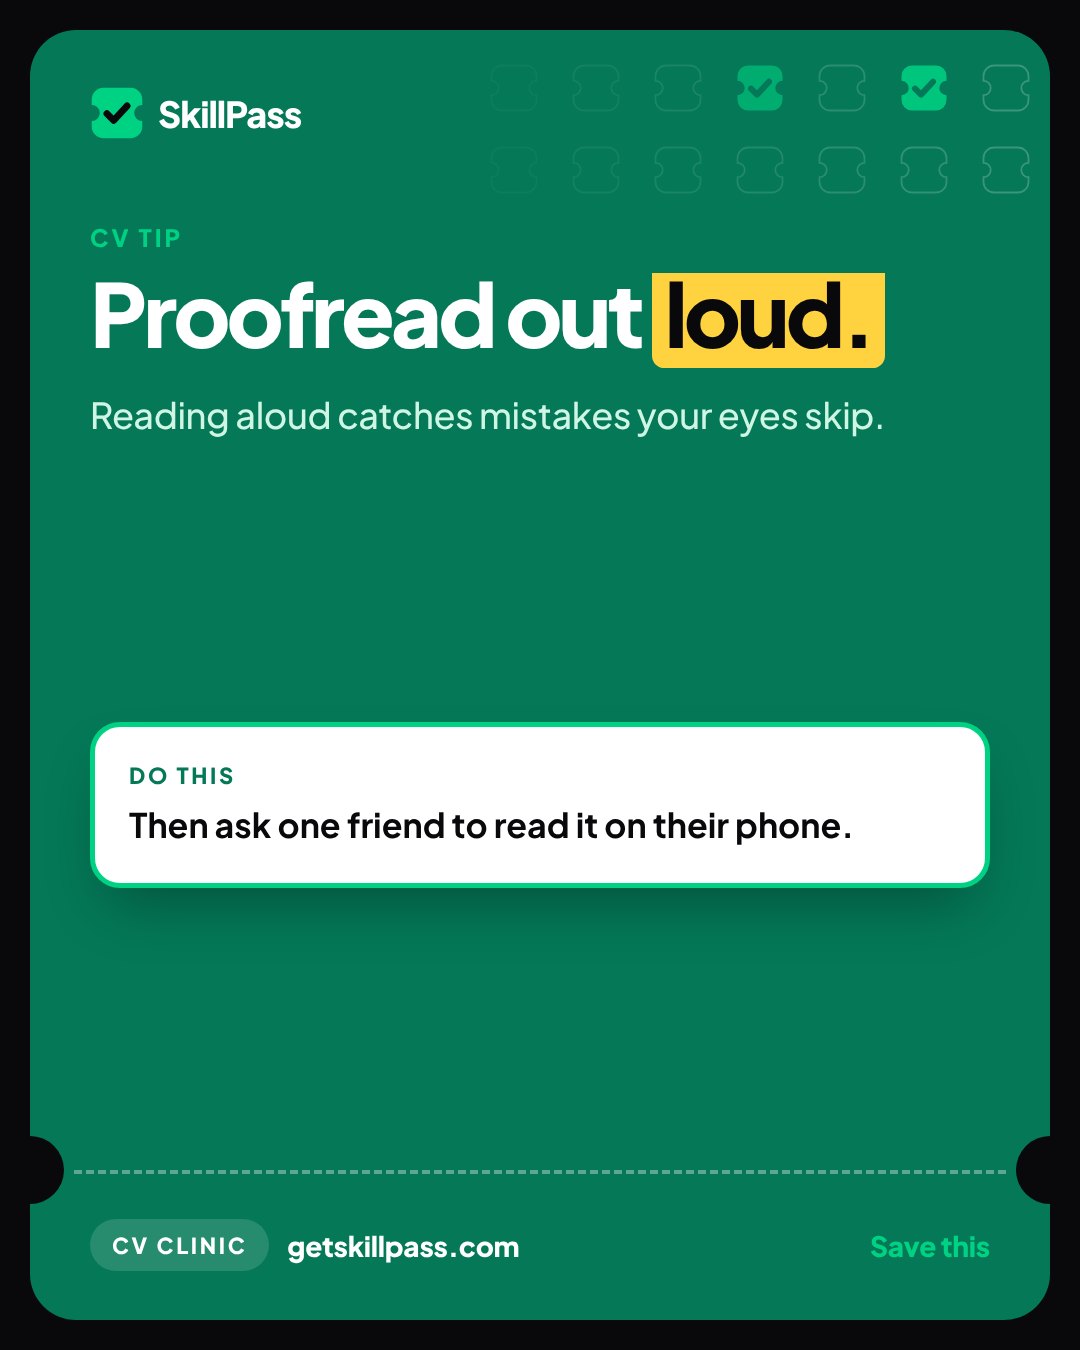 SkillPass
CV TIP
Proofread out loud.
Reading aloud catches mistakes your eyes skip.
DO THIS
Then ask one friend to read it on their phone.
CV CLINIC getskillpass.com Save this